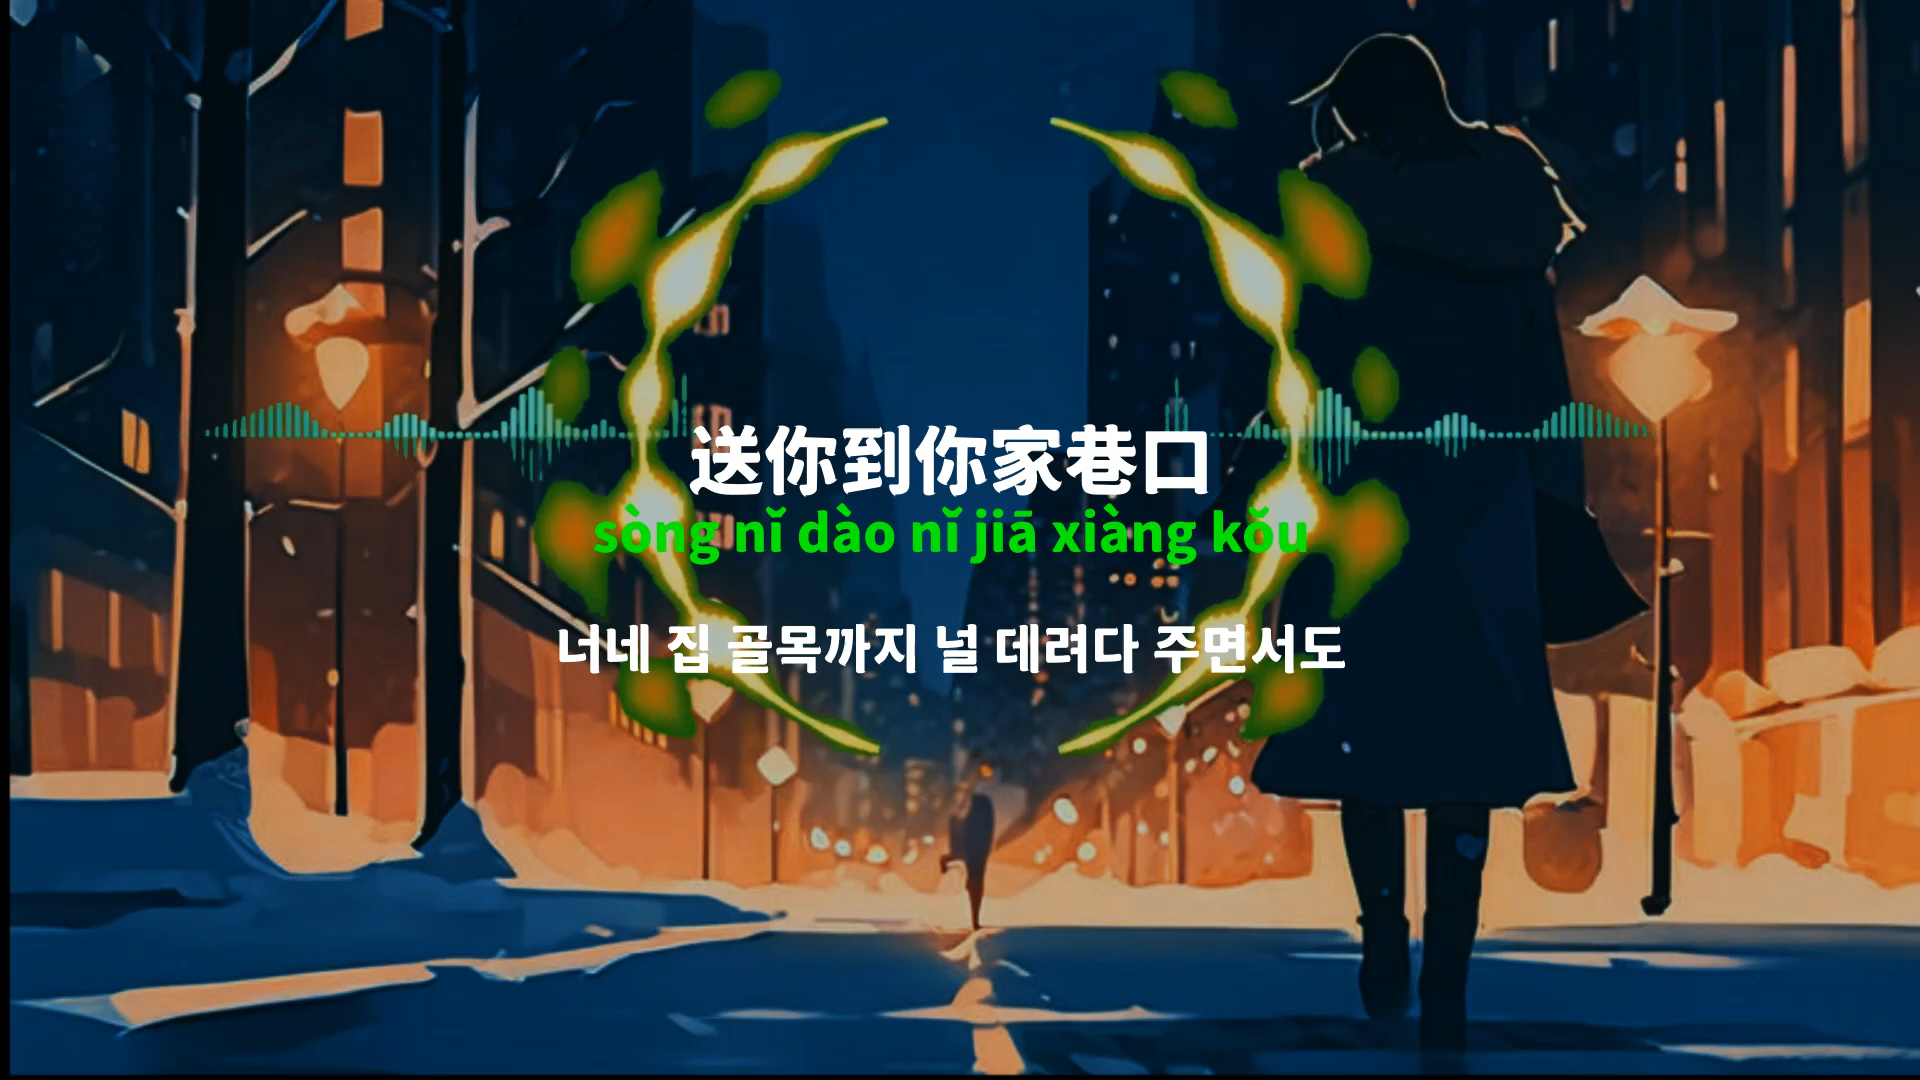 送你到你家巷口
sòng nǐ dào nǐ jiā xiàng kǒu
너네 집 골목까지 널 데려다 주면서도